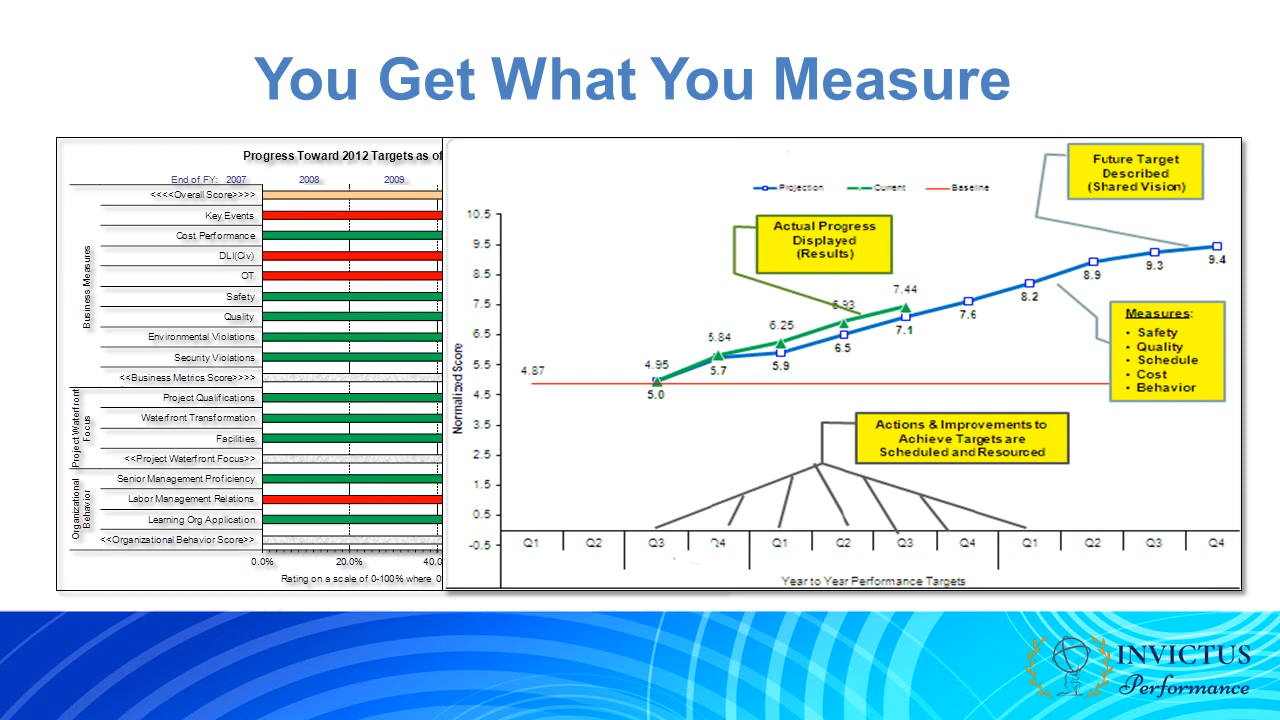 You Get What You Measure
Progress Toward 2012 Targets as of
End of FY: 2007 2008 2009
<<<<Overall Score>>>>
Key Events
Cost Performance
DLI(Civ)
OT
Safety
Quality
Environmental Violations
Security Violations
<<Business Metrics Score>>>>
Project Qualifications
Waterfront Transformation
Facilities
<<Project Waterfront Focus>>
Senior Management Proficiency
Labor Management Relations
Learning Org Application
<<Organizational Behavior Score>>
Business Measures
Project Waterfront
Focus
Organizational
Behavior
0.0% 20.0% 40.0
Rating on a scale of 0-100% where 0
Projection Current Baseline
Future Target
Described
(Shared Vision)
Actual Progress
Displayed
(Results)
Measures:
• Safety
• Quality
• Schedule
• Cost
• Behavior
Actions & Improvements to
Achieve Targets are
Scheduled and Resourced
Normalized Score
10.5
9.5
8.5
7.5
6.5
5.5
4.5
3.5
2.5
1.5
0.5
-0.5
4.87
4.95 5.84 6.25 6.93 7.44
5.0 5.7 5.9 6.5 7.1 7.6 8.2 8.9 9.3 9.4
Q1 Q2 Q3 Q4 Q1 Q2 Q3 Q4 Q1 Q2 Q3 Q4
Year to Year Performance Targets
INVICTUS
Performance